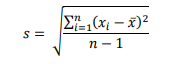 s = √(∑ᵢ₌₁ⁿ(xᵢ − x̄)² / (n − 1))